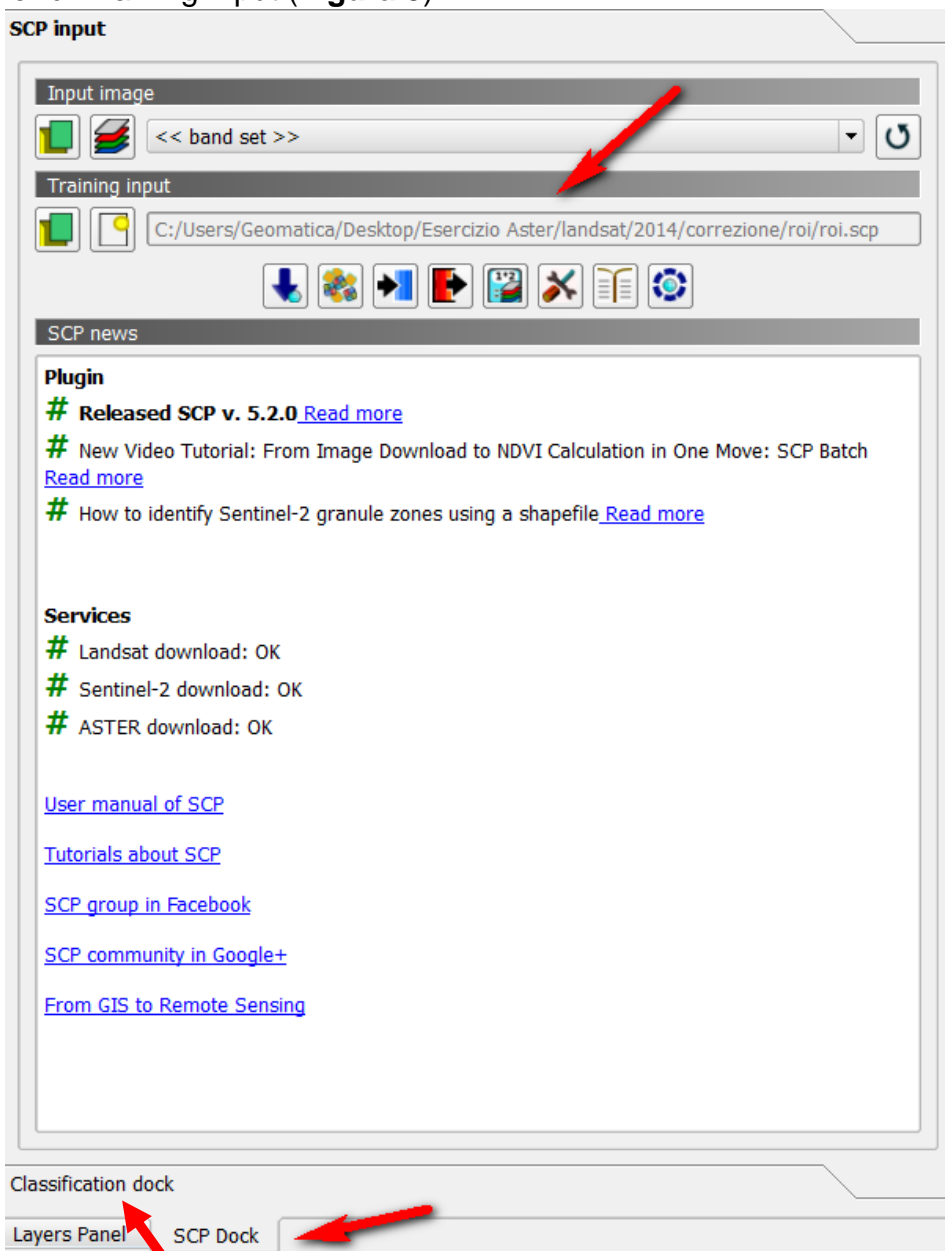 SCP input
Input image
<< band set >>
Training input
C:/Users/Geomatica/Desktop/Esercizio Aster/landsat/2014/correzione/roi/roi.scp
SCP news
Plugin
# Released SCP v. 5.2.0 Read more
# New Video Tutorial: From Image Download to NDVI Calculation in One Move: SCP Batch
Read more
# How to identify Sentinel-2 granule zones using a shapefile Read more
Services
# Landsat download: OK
# Sentinel-2 download: OK
# ASTER download: OK
User manual of SCP
Tutorials about SCP
SCP group in Facebook
SCP community in Google+
From GIS to Remote Sensing
Classification dock
Layers Panel SCP Dock